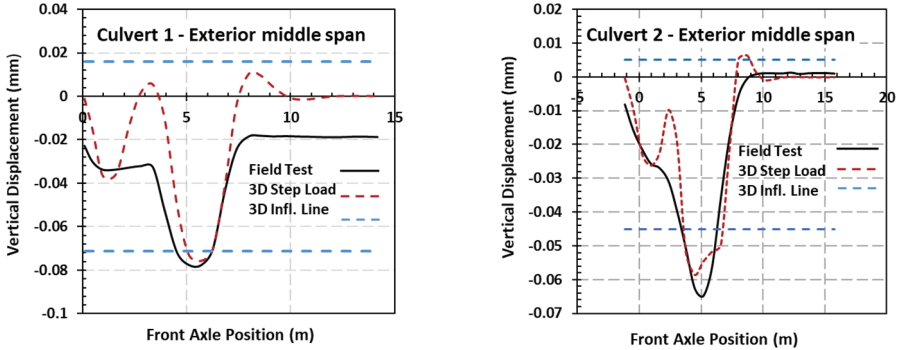 Culvert 1 - Exterior middle span
Vertical Displacement (mm)
0.04
0.02
0
-0.02
-0.04
-0.06
-0.08
-0.1
0
5
10
15
Field Test
3D Step Load
3D Infl. Line
Front Axle Position (m)
Culvert 2 - Exterior middle span
Vertical Displacement (mm)
0.02
0.01
0
-0.01
-0.02
-0.03
-0.04
-0.05
-0.06
-0.07
5
0
5
10
15
20
Field Test
3D Step Load
3D Infl. Line
Front Axle Position (m)